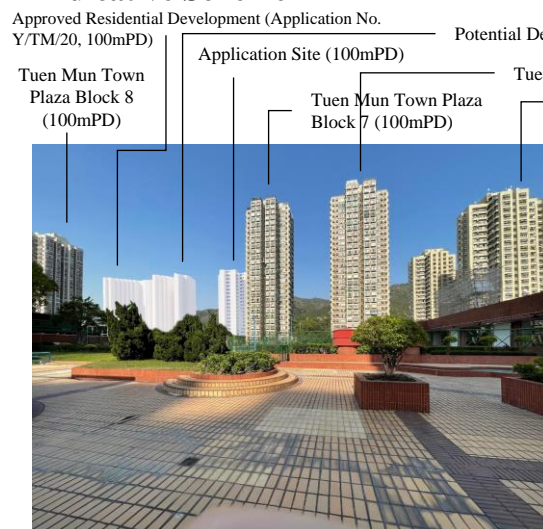 Approved Residential Development (Application No.
Y/TM/20, 100mPD)
Potential De
Application Site (100mPD)
Tuen Mun Town
Plaza Block 8
(100mPD)
Tue
Tuen Mun Town Plaza
Block 7 (100mPD)